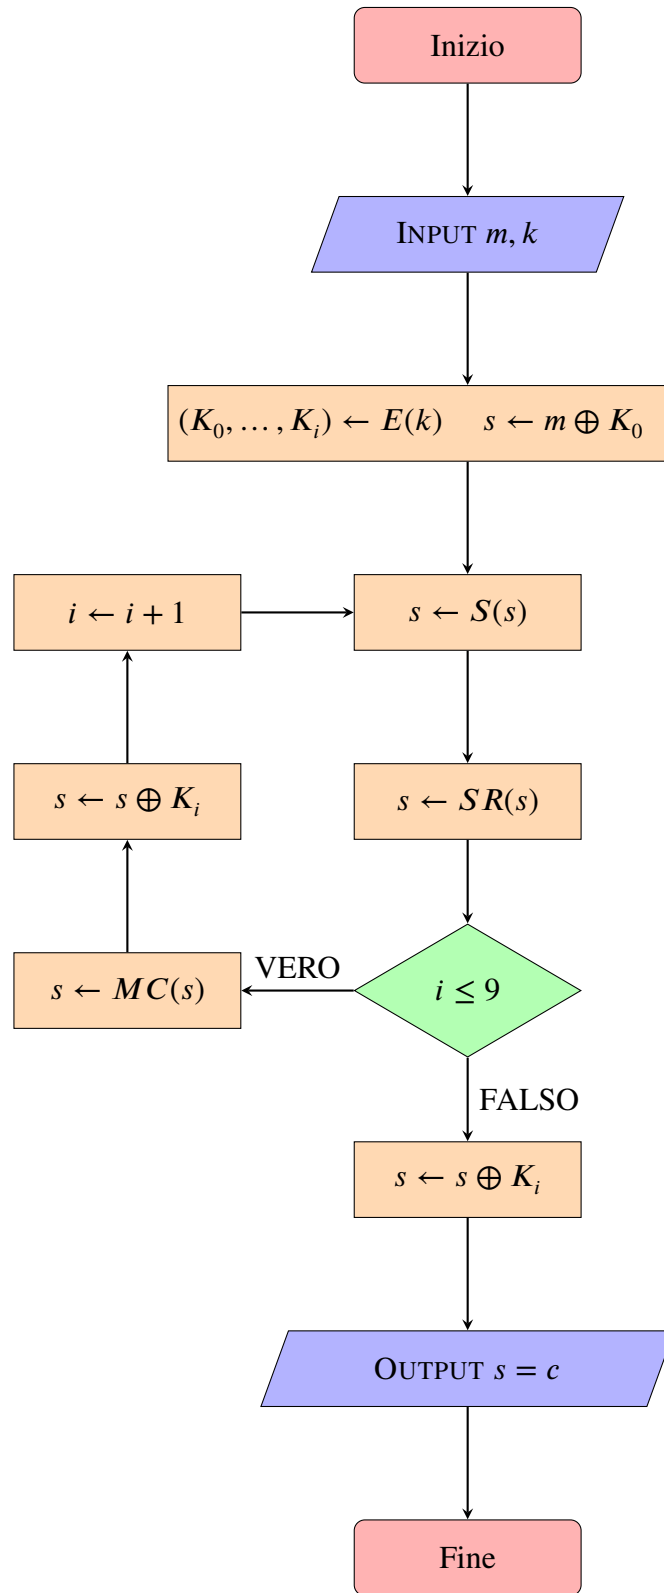 Inizio
INPUT m, k
(K₀, … , Kᵢ) ← E(k) s ← m ⊕ K₀
i ← i + 1
s ← S(s)
s ← s ⊕ Kᵢ
s ← SR(s)
s ← MC(s)
VERO
i ≤ 9
FALSO
s ← s ⊕ Kᵢ
OUTPUT s = c
Fine